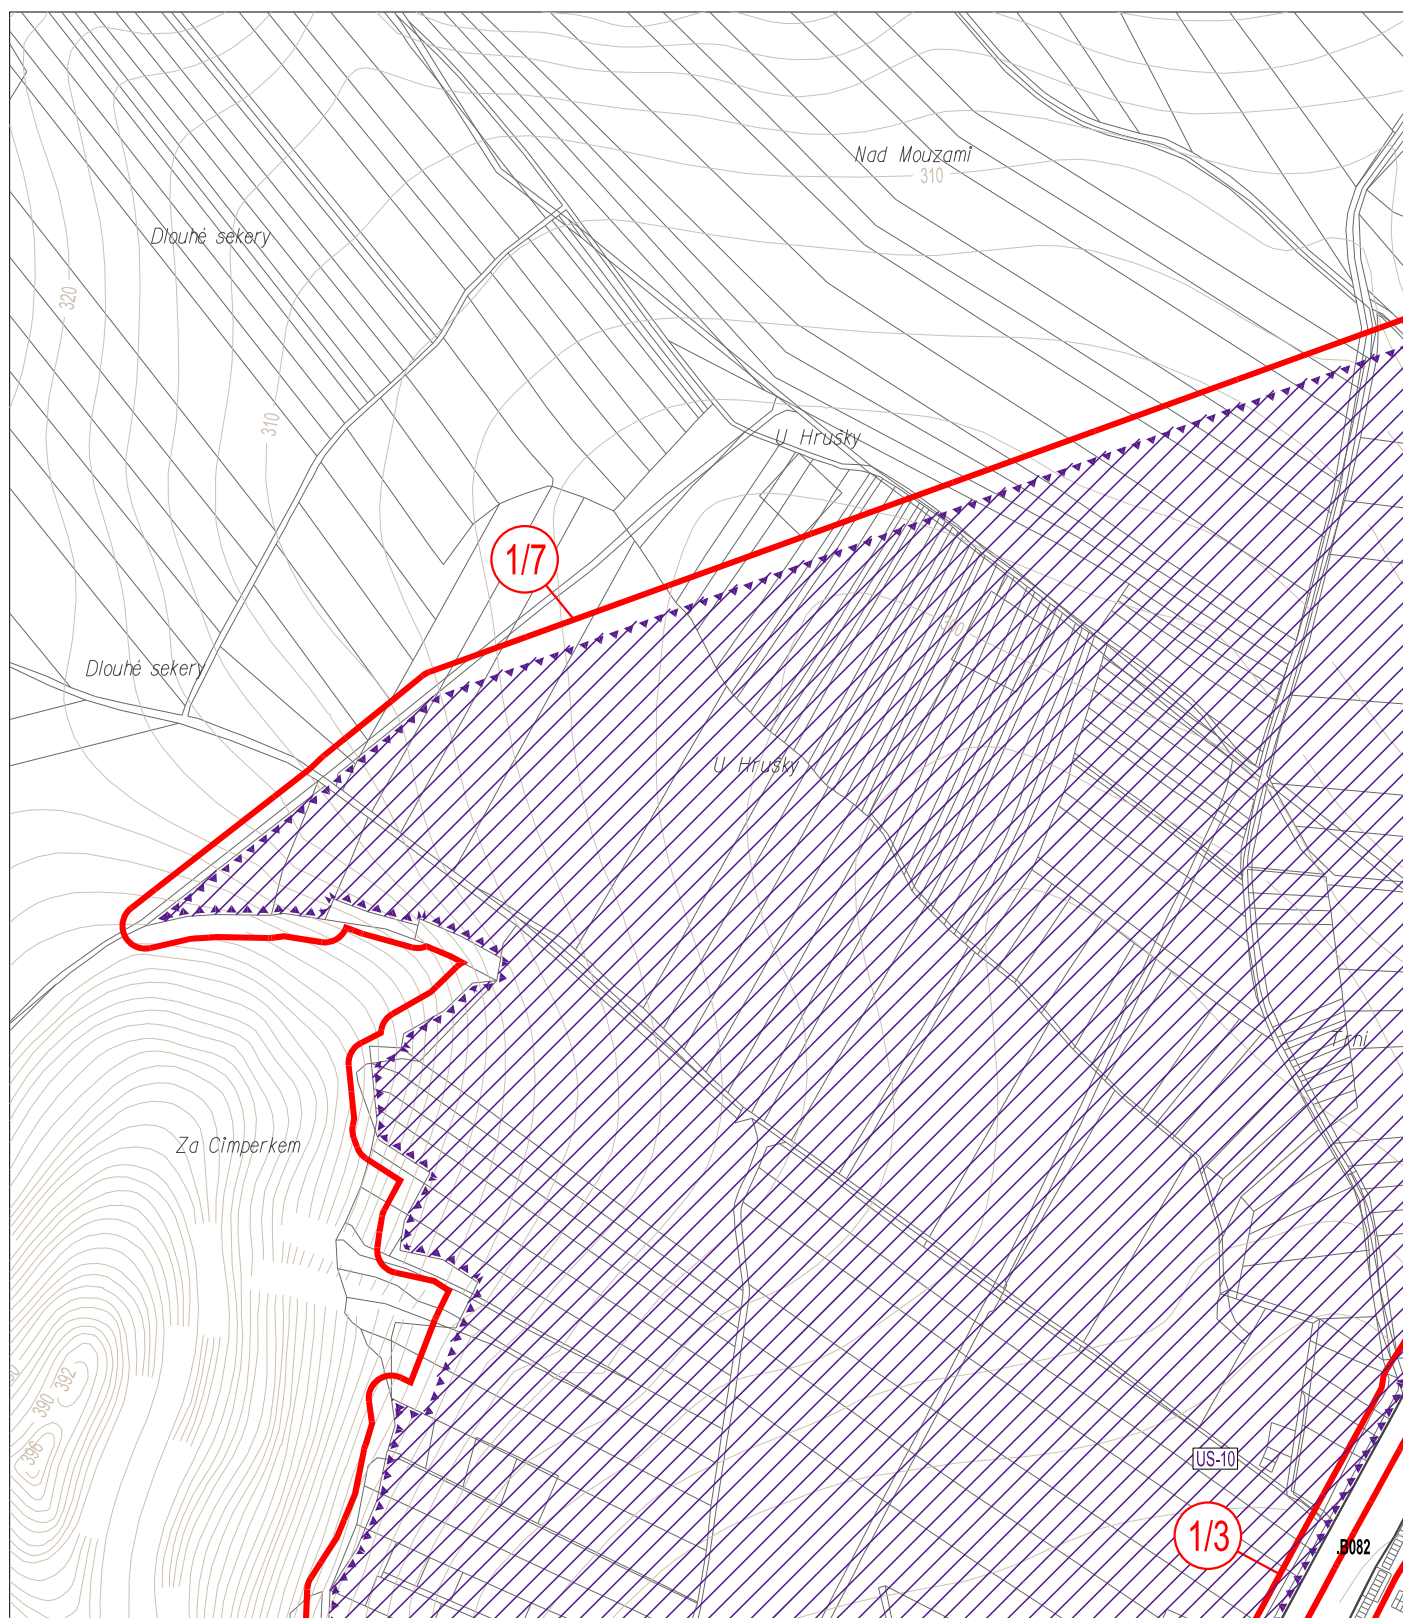 Nad Mouzami
310
Dlouhé sekery
320
310
U Hrušky
1/7
Dlouhé sekery
U Hrušky
Za Cimperkem
392
390
396
US-10
1/3
.B082